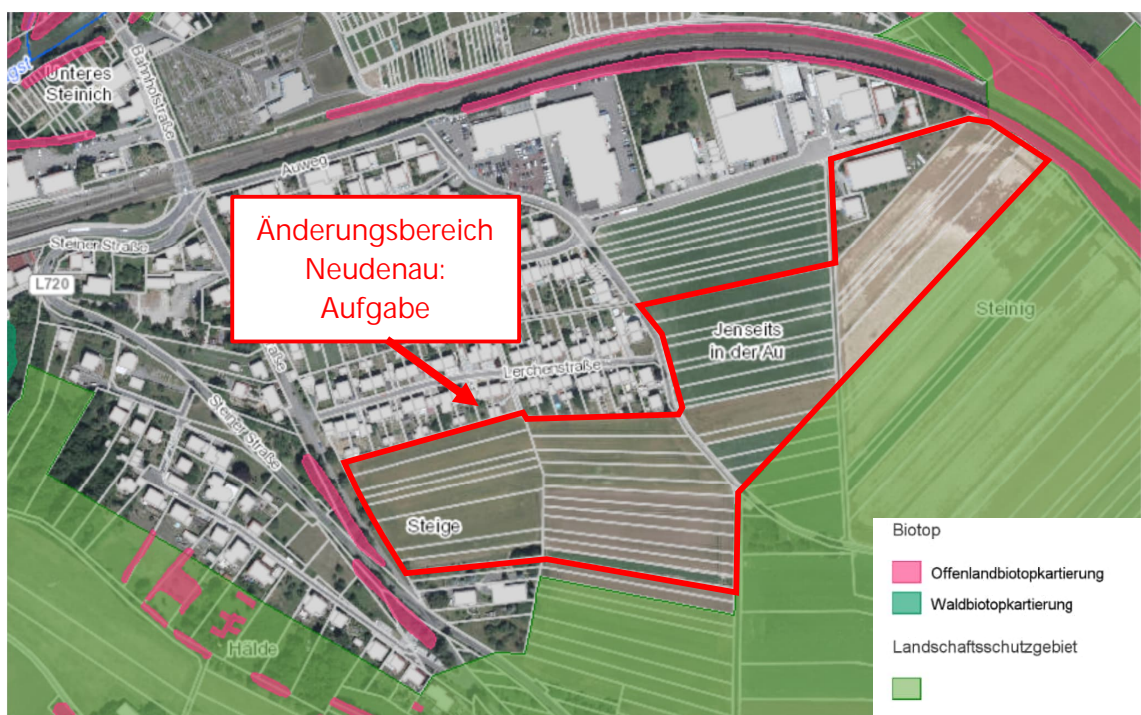 Unteres
Steinich
Bahnhofstraße
Auweg
Steiner Straße
L720
Änderungsbereich
Neudenau:
Aufgabe
Jenseits
in der Au
Steinig
Lerchenstraße
Steiner Straße
Steige
Hälde
Biotop
Offenlandbiotopkartierung
Waldbiotopkartierung
Landschaftsschutzgebiet